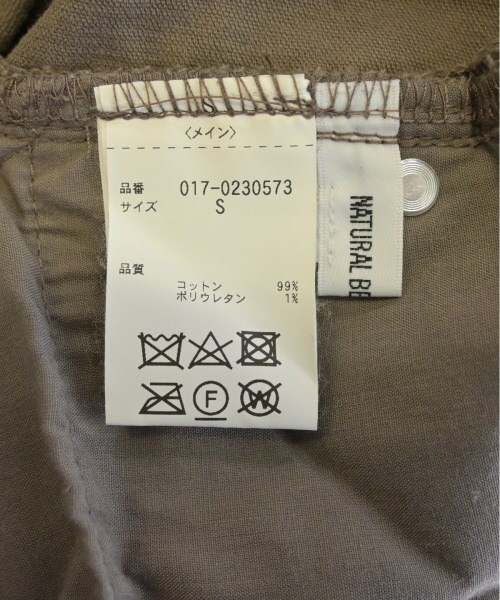 S
〈メイン〉
品番 017-0230573
サイズ S
品質
コットン 99%
ポリウレタン 1%
F
W
NATURAL BE